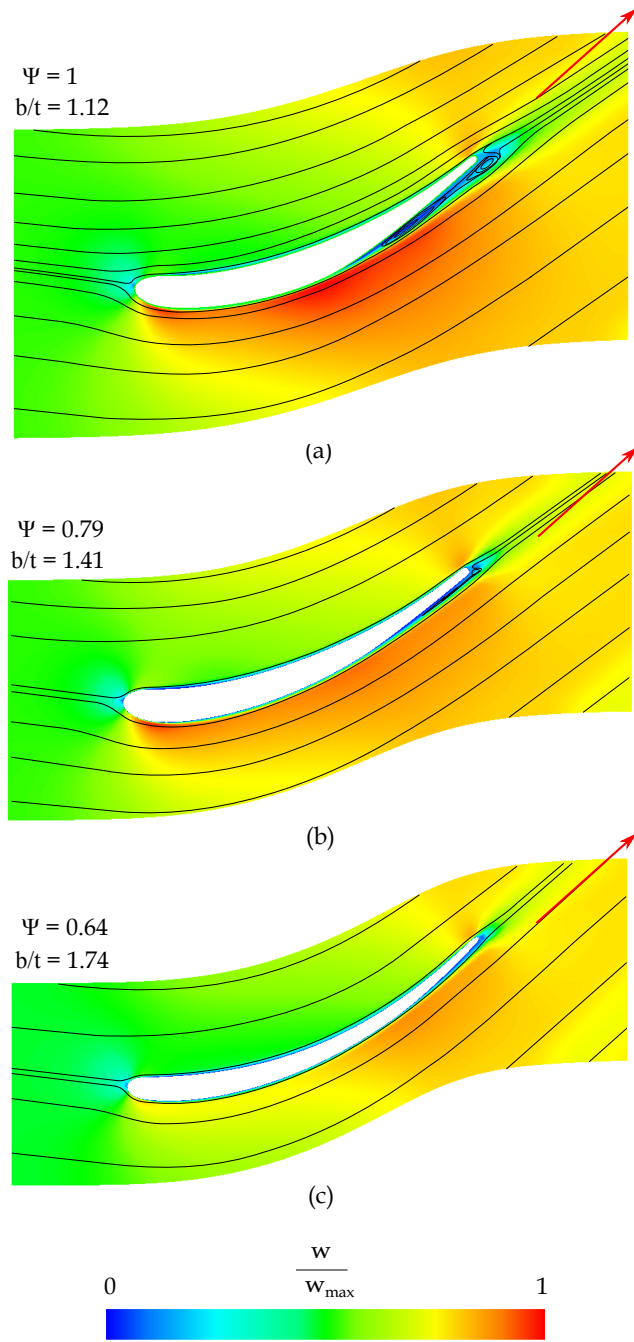 Ψ = 1
b/t = 1.12
(a)
Ψ = 0.79
b/t = 1.41
(b)
Ψ = 0.64
b/t = 1.74
(c)
w
0 1
w_max